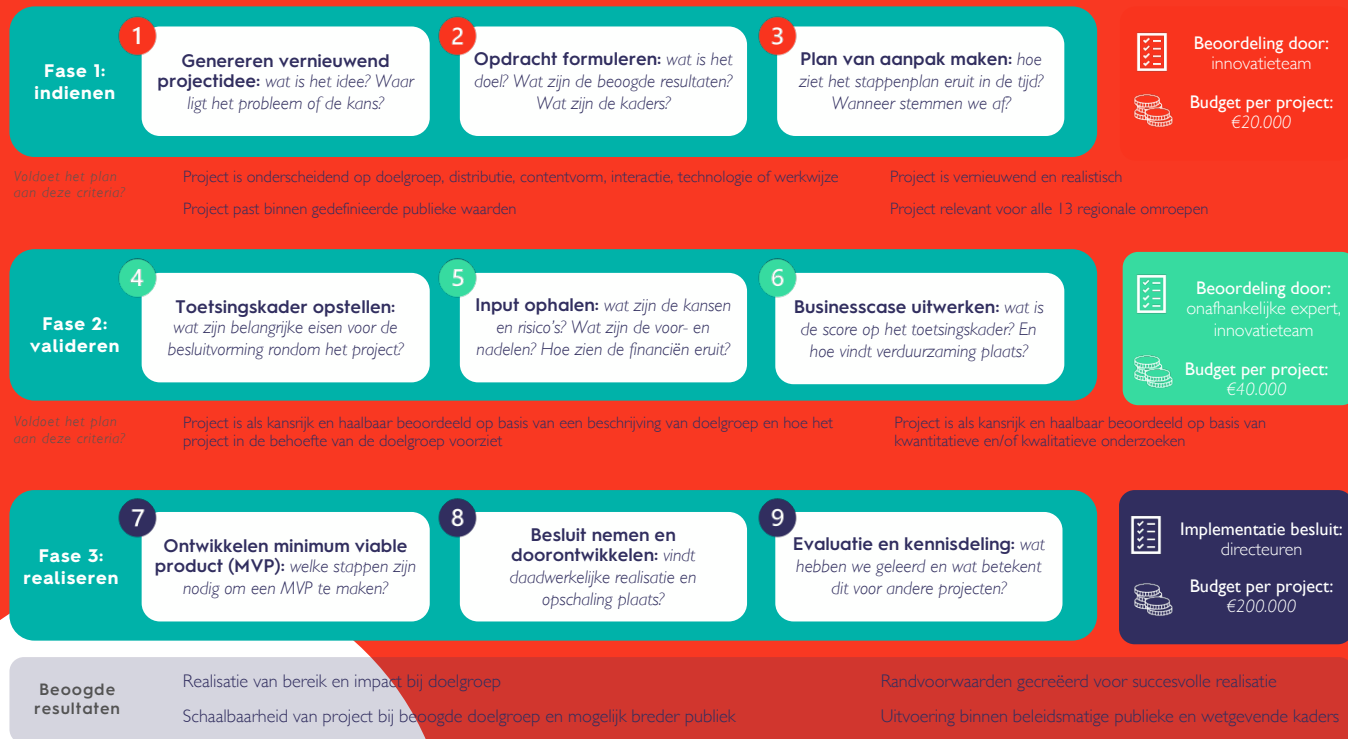 Fase 1:
indienen
1
Genereren vernieuwend
projectidee: wat is het idee? Waar
ligt het probleem of de kans?
2
Opdracht formuleren: wat is het
doel? Wat zijn de beoogde resultaten?
Wat zijn de kaders?
3
Plan van aanpak maken: hoe
ziet het stappenplan eruit in de tijd?
Wanneer stemmen we af?
Beoordeling door:
innovatieteam
Budget per project:
€20.000
Voldoet het plan
aan deze criteria?
Project is onderscheidend op doelgroep, distributie, contentvorm, interactie, technologie of werkwijze
Project past binnen gedefinieerde publieke waarden
Project is vernieuwend en realistisch
Project relevant voor alle 13 regionale omroepen
Fase 2:
valideren
4
Toetsingskader opstellen:
wat zijn belangrijke eisen voor de
besluitvorming rondom het project?
5
Input ophalen: wat zijn de kansen
en risico's? Wat zijn de voor- en
nadelen? Hoe zien de financiën eruit?
6
Businesscase uitwerken: wat is
de score op het toetsingskader? En
hoe vindt verduurzaming plaats?
Beoordeling door:
onafhankelijke expert,
innovatieteam
Budget per project:
€40.000
Voldoet het plan
aan deze criteria?
Project is als kansrijk en haalbaar beoordeeld op basis van een beschrijving van doelgroep en hoe het
project in de behoefte van de doelgroep voorziet
Project is als kansrijk en haalbaar beoordeeld op basis van
kwantitatieve en/of kwalitatieve onderzoeken
Fase 3:
realiseren
7
Ontwikkelen minimum viable
product (MVP): welke stappen zijn
nodig om een MVP te maken?
8
Besluit nemen en
doorontwikkelen: vindt
daadwerkelijke realisatie en
opschaling plaats?
9
Evaluatie en kennisdeling: wat
hebben we geleerd en wat betekent
dit voor andere projecten?
Implementatie besluit:
directeuren
Budget per project:
€200.000
Beoogde
resultaten
Realisatie van bereik en impact bij doelgroep
Schaalbaarheid van project bij beoogde doelgroep en mogelijk breder publiek
Randvoorwaarden gecreëerd voor succesvolle realisatie
Uitvoering binnen beleidsmatige publieke en wetgevende kaders